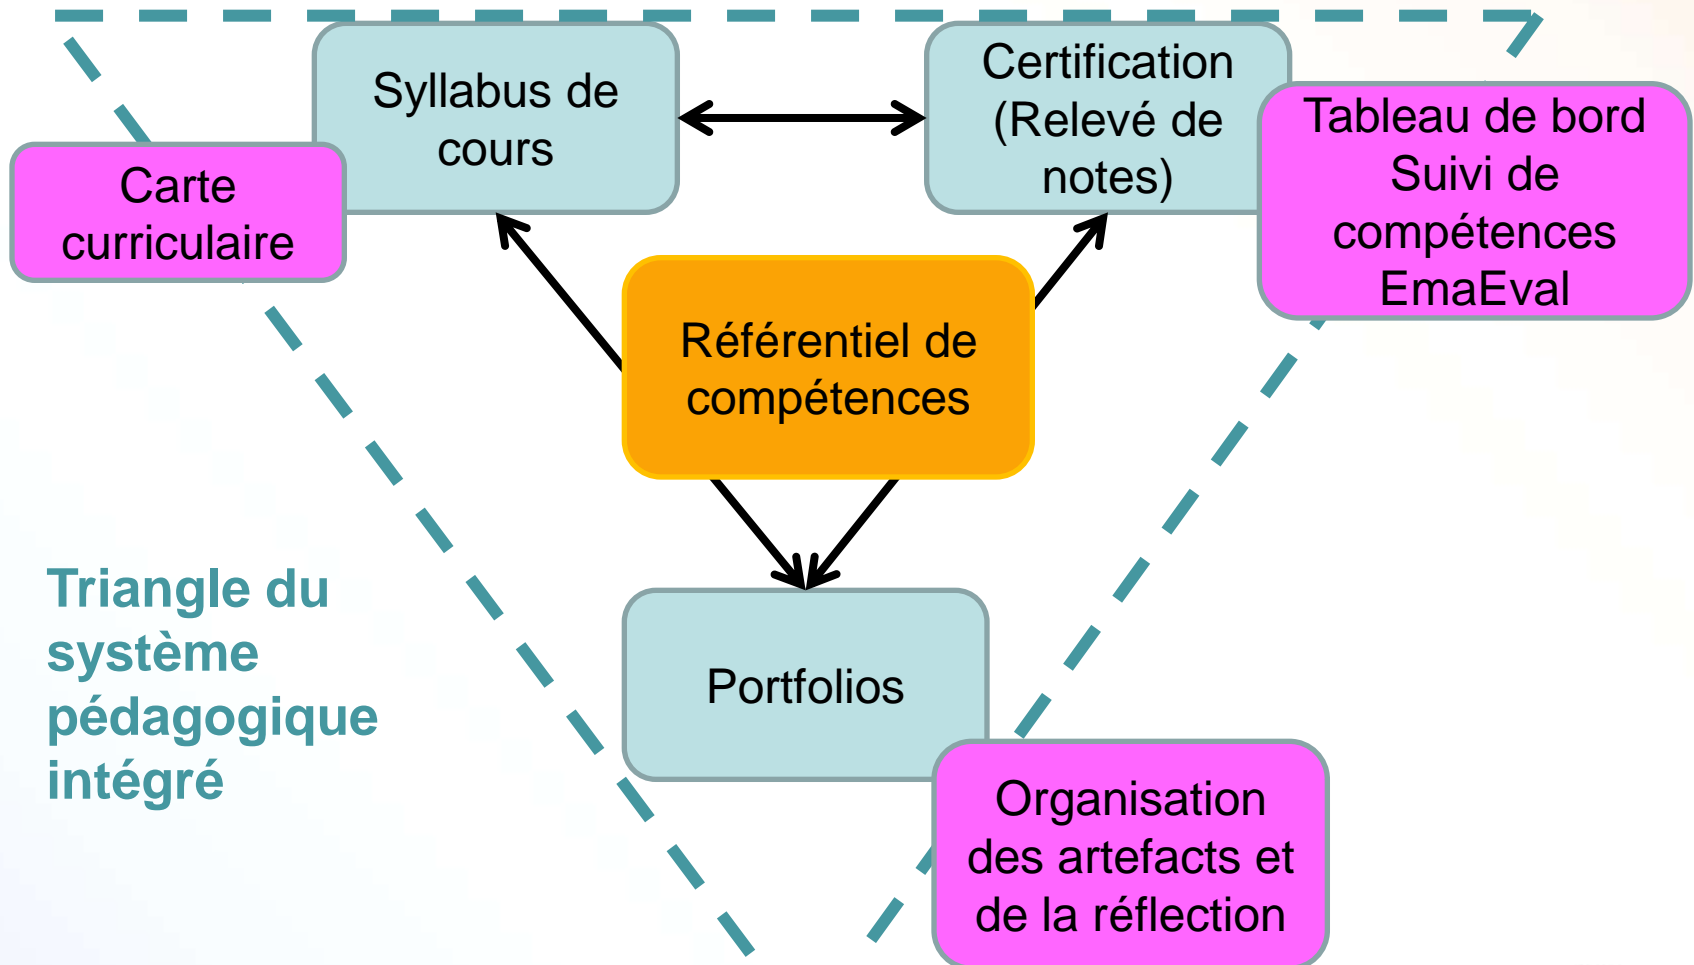 Syllabus de
cours
Certification
(Relevé de
notes)
Tableau de bord
Suivi de
compétences
EmaEval
Carte
curriculaire
Référentiel de
compétences
Triangle du
système
pédagogique
intégré
Portfolios
Organisation
des artefacts et
de la réflection